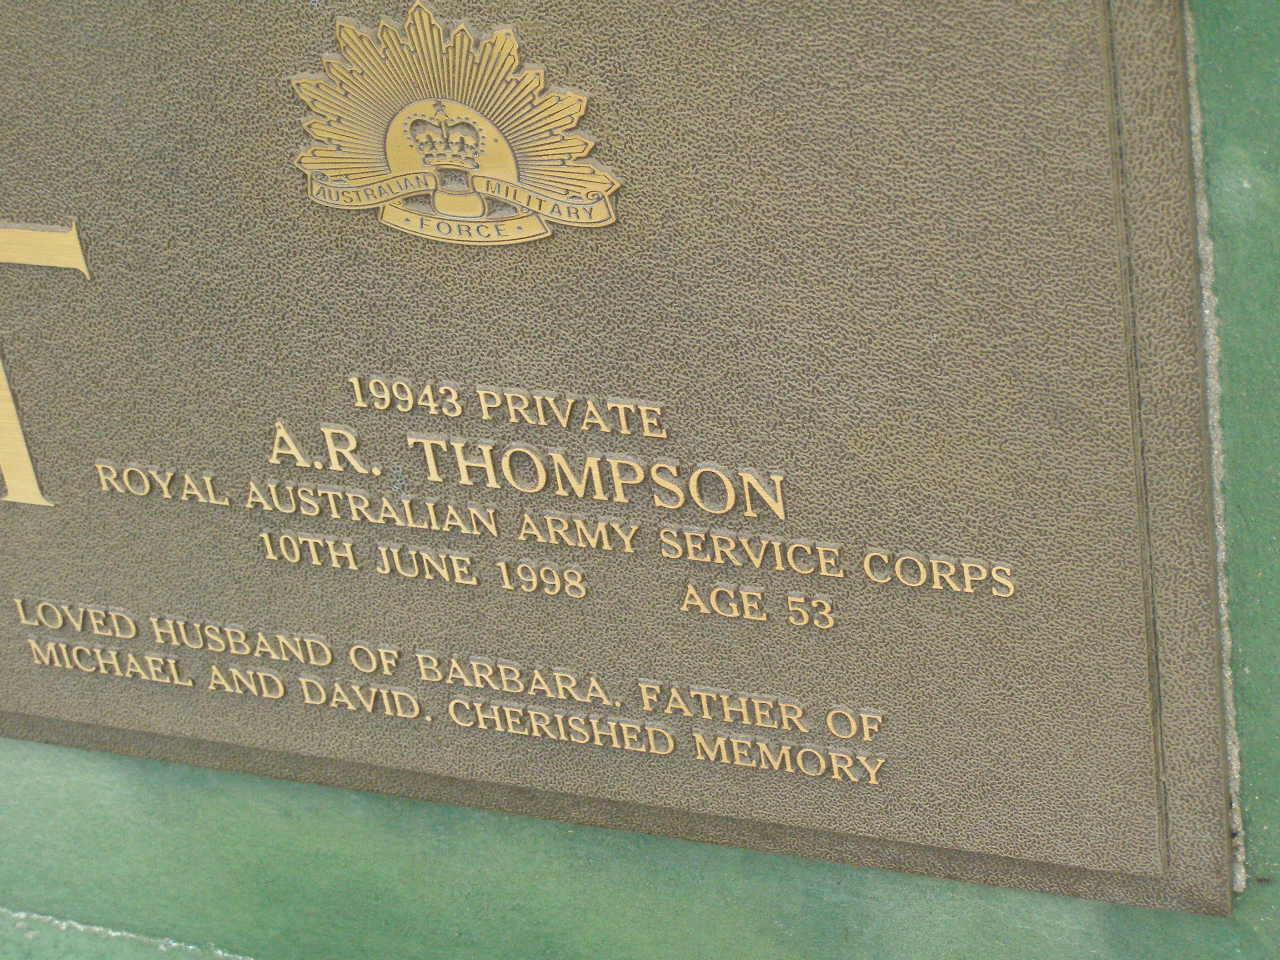 AUSTRALIAN MILITARY
FORCE
19943 PRIVATE
A.R. THOMPSON
ROYAL AUSTRALIAN ARMY SERVICE CORPS
10TH JUNE 1998 AGE 53
LOVED HUSBAND OF BARBARA. FATHER OF
MICHAEL AND DAVID. CHERISHED MEMORY